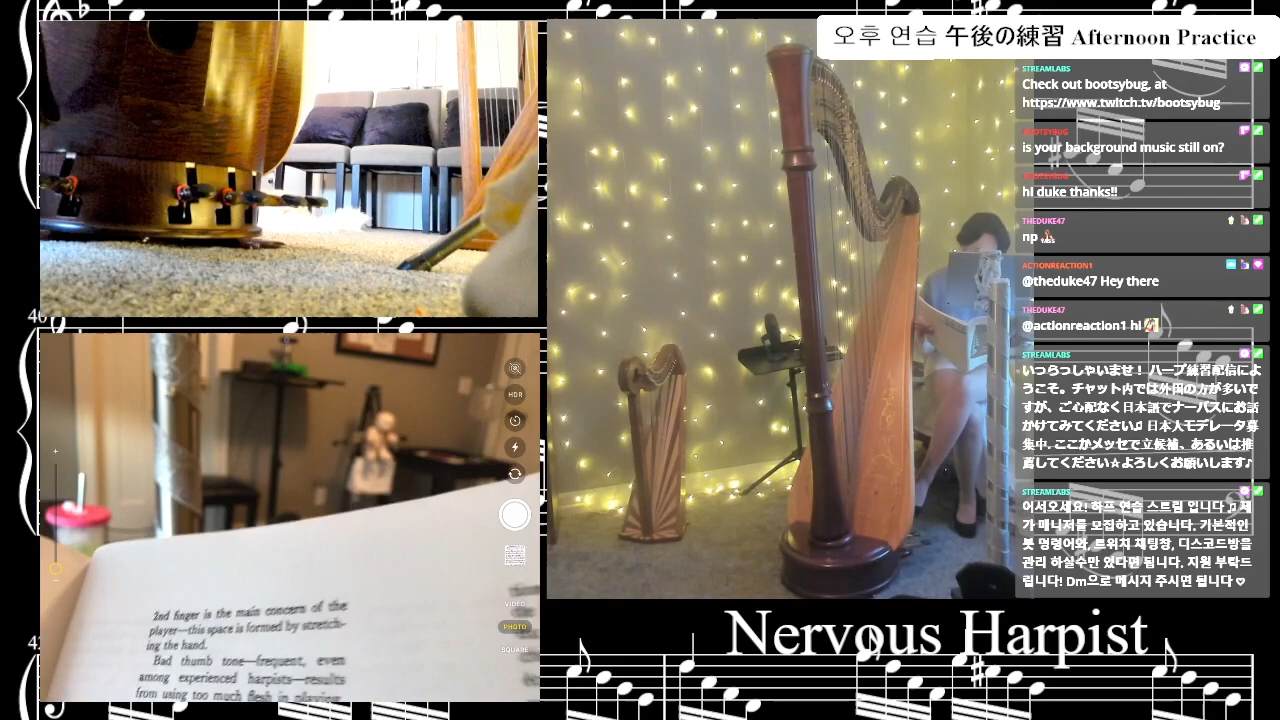 오후 연습 午後の練習 Afternoon Practice
STREAMLABS
Check out bootsybug, at
https://www.twitch.tv/bootsybug
BOOTSYBUG
is your background music still on?
BOOTSYBUG
hi duke thanks!!
THEDUKE47
np
ACTIONREACTION1
@theduke47 Hey there
THEDUKE47
@actionreaction1 hi
STREAMLABS
いらっしゃいませ！ ハープ練習配信によ
うこそ。チャット内では外国の方が多いで
すが、ご心配なく日本語でナーバスにお話
かけてみてください♫ 日本人モデレータ募
集中. ここかメッセで立候補、あるいは推
薦してください☆よろしくお願いします♪
STREAMLABS
어서오세요! 하프 연습 스트림 입니다♫ 제
가 매니저를 모집하고 있습니다. 기본적인
봇 명령어와, 트위치 채팅창, 디스코드방을
관리 하실수만 있다면 됩니다. 지원 부탁드
립니다! Dm으로 메시지 주시면 됩니다 ♡
HDR
VIDEO
PHOTO
SQUARE
2nd finger is the main concern of the
player—this space is formed by stretch-
ing the hand.
Bad thumb tone—frequent, even
among experienced harpists—results
from using too much flesh in playing,
Nervous Harpist